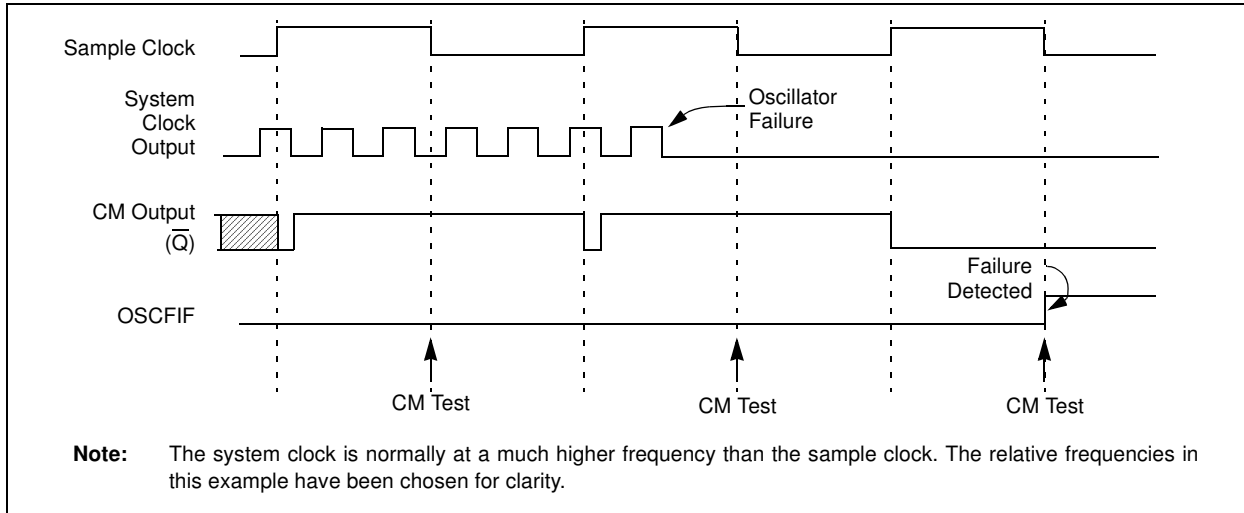 Sample Clock
System
Clock
Output
Oscillator
Failure
CM Output
(Q̅)
Failure
Detected
OSCFIF
CM Test
CM Test
CM Test
Note: The system clock is normally at a much higher frequency than the sample clock. The relative frequencies in
this example have been chosen for clarity.